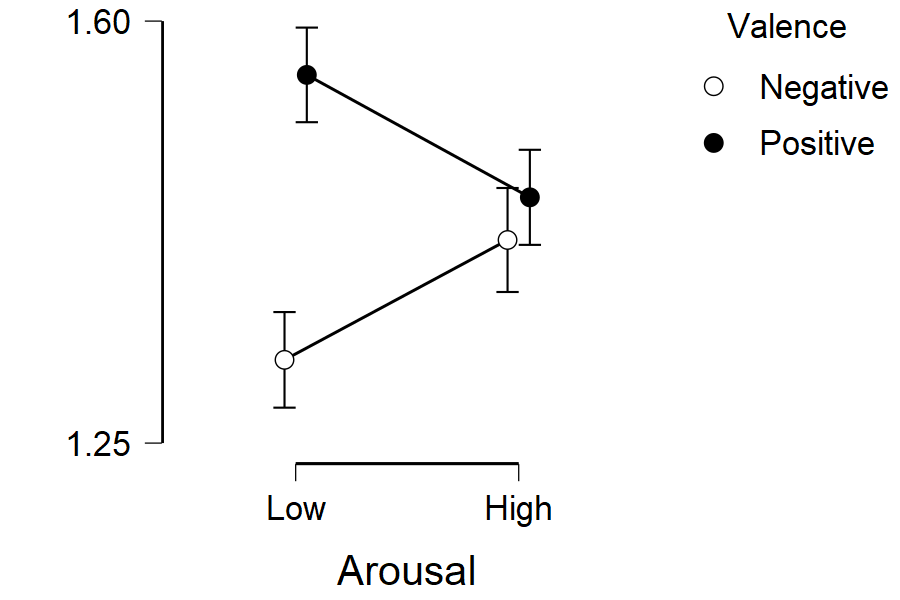 1.60
Valence
Negative
Positive
1.25
Low
High
Arousal